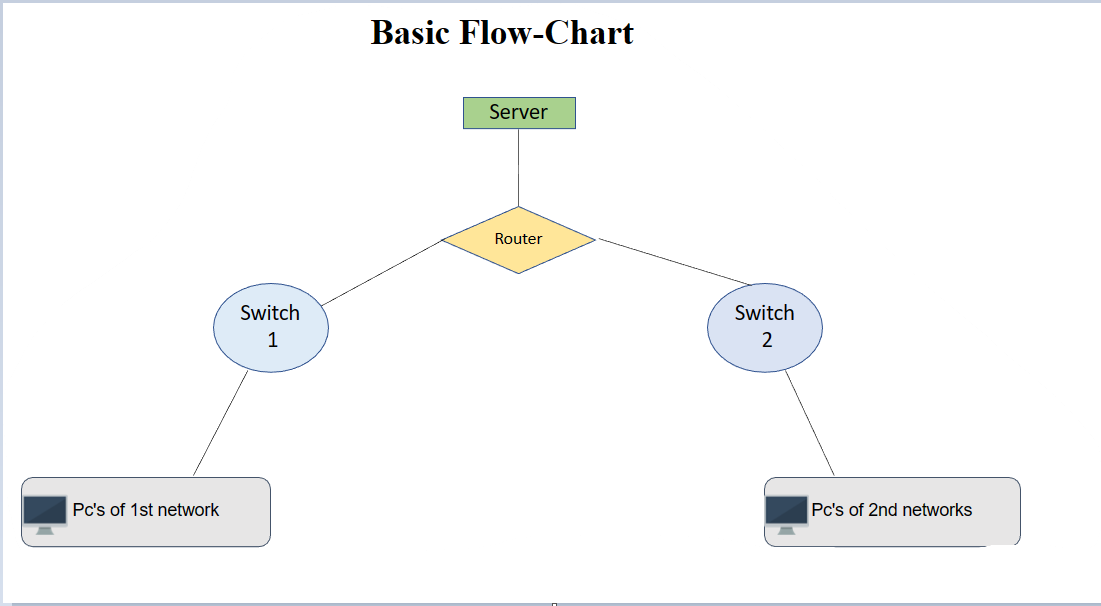 Basic Flow-Chart
Server
Router
Switch
1
Switch
2
Pc's of 1st network
Pc's of 2nd networks